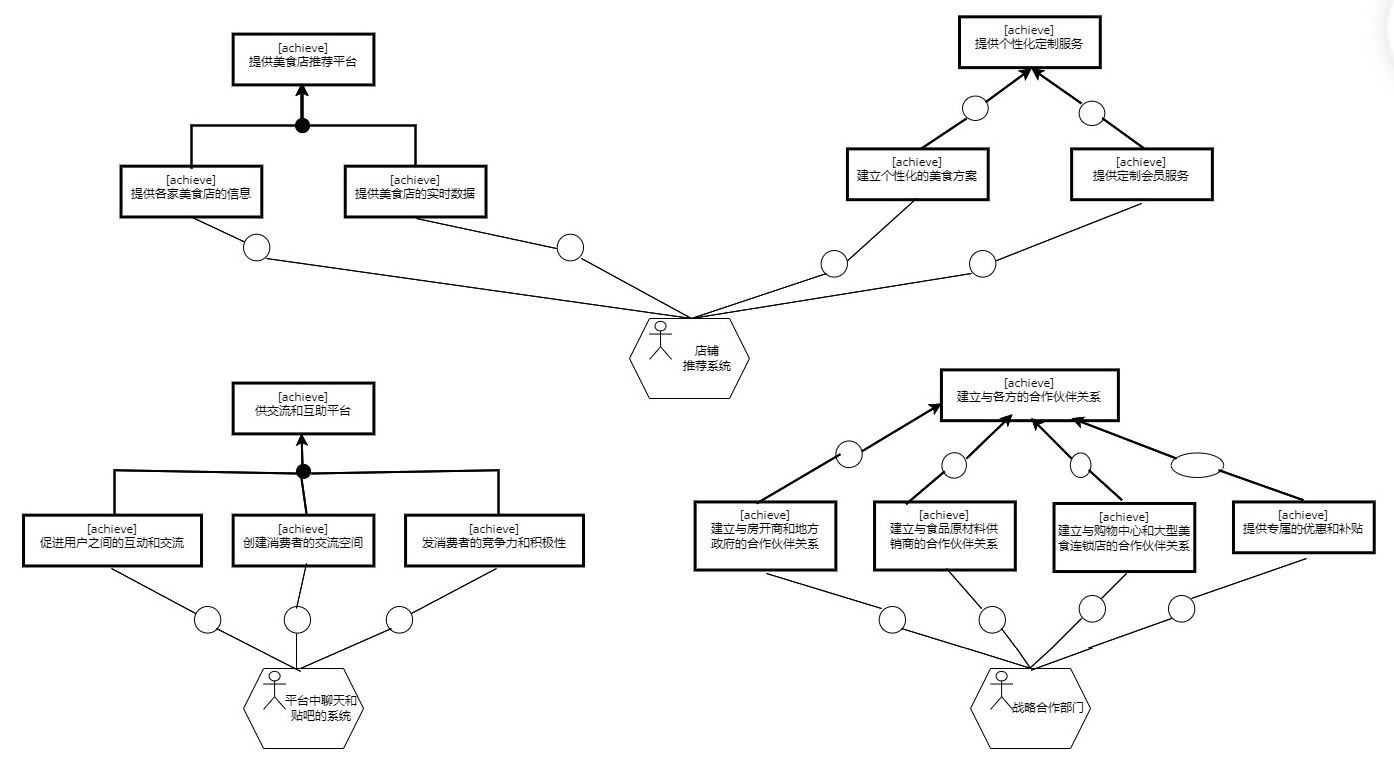 [achieve]
提供美食店推荐平台
[achieve]
提供个性化定制服务
[achieve]
提供各家美食店的信息
[achieve]
提供美食店的实时数据
[achieve]
建立个性化的美食方案
[achieve]
提供定制会员服务
店铺
推荐系统
[achieve]
供交流和互助平台
[achieve]
建立与各方的合作伙伴关系
[achieve]
促进用户之间的互动和交流
[achieve]
创建消费者的交流空间
[achieve]
发消费者的竞争力和积极性
[achieve]
建立与房开商和地方
政府的合作伙伴关系
[achieve]
建立与食品原材料供
销商的合作伙伴关系
[achieve]
建立与购物中心和大型美
食连锁店的合作伙伴关系
[achieve]
提供专属的优惠和补贴
平台中聊天和
贴吧的系统
战略合作部门